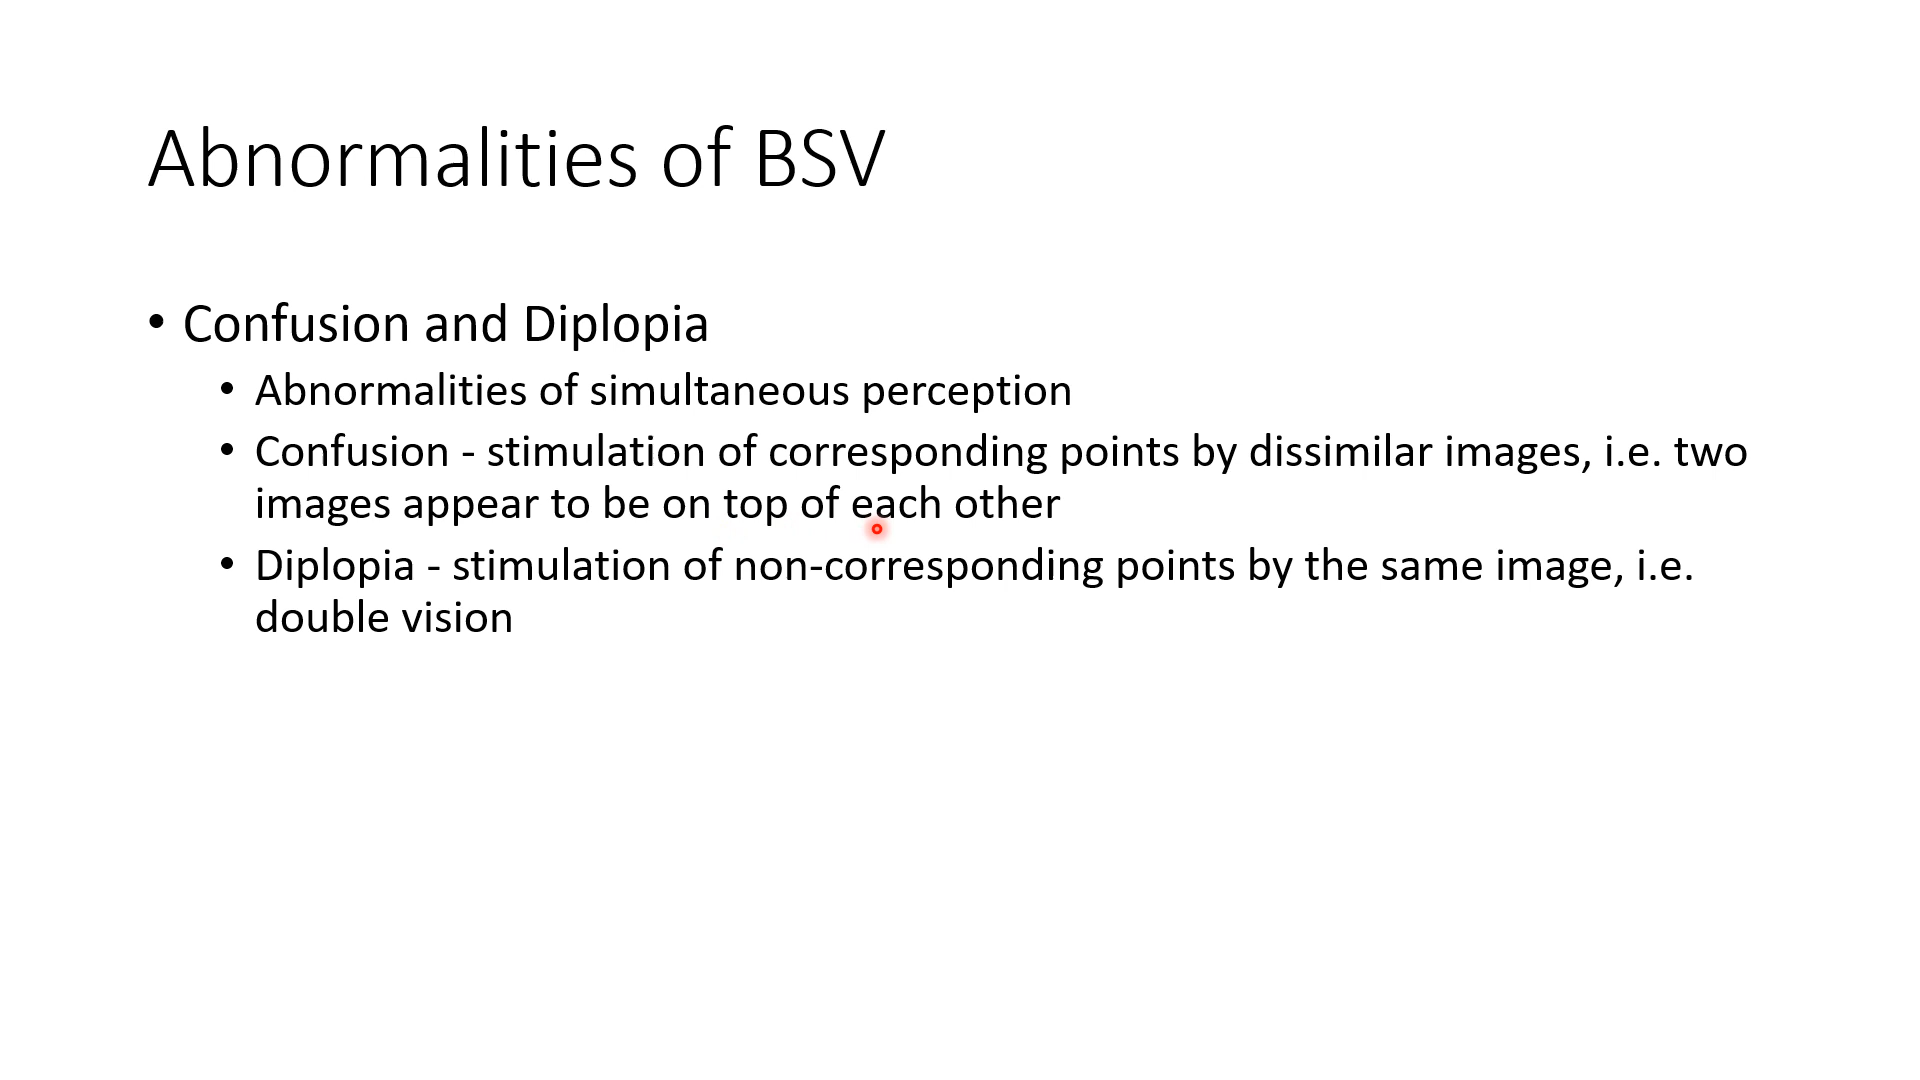 Abnormalities of BSV
• Confusion and Diplopia
• Abnormalities of simultaneous perception
• Confusion - stimulation of corresponding points by dissimilar images, i.e. two
images appear to be on top of each other
• Diplopia - stimulation of non-corresponding points by the same image, i.e.
double vision